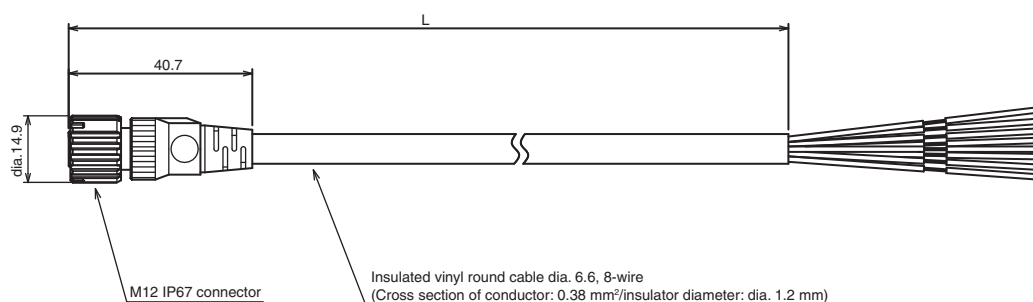 L
40.7
dia.14.9
M12 IP67 connector
Insulated vinyl round cable dia. 6.6, 8-wire
(Cross section of conductor: 0.38 mm²/insulator diameter: dia. 1.2 mm)